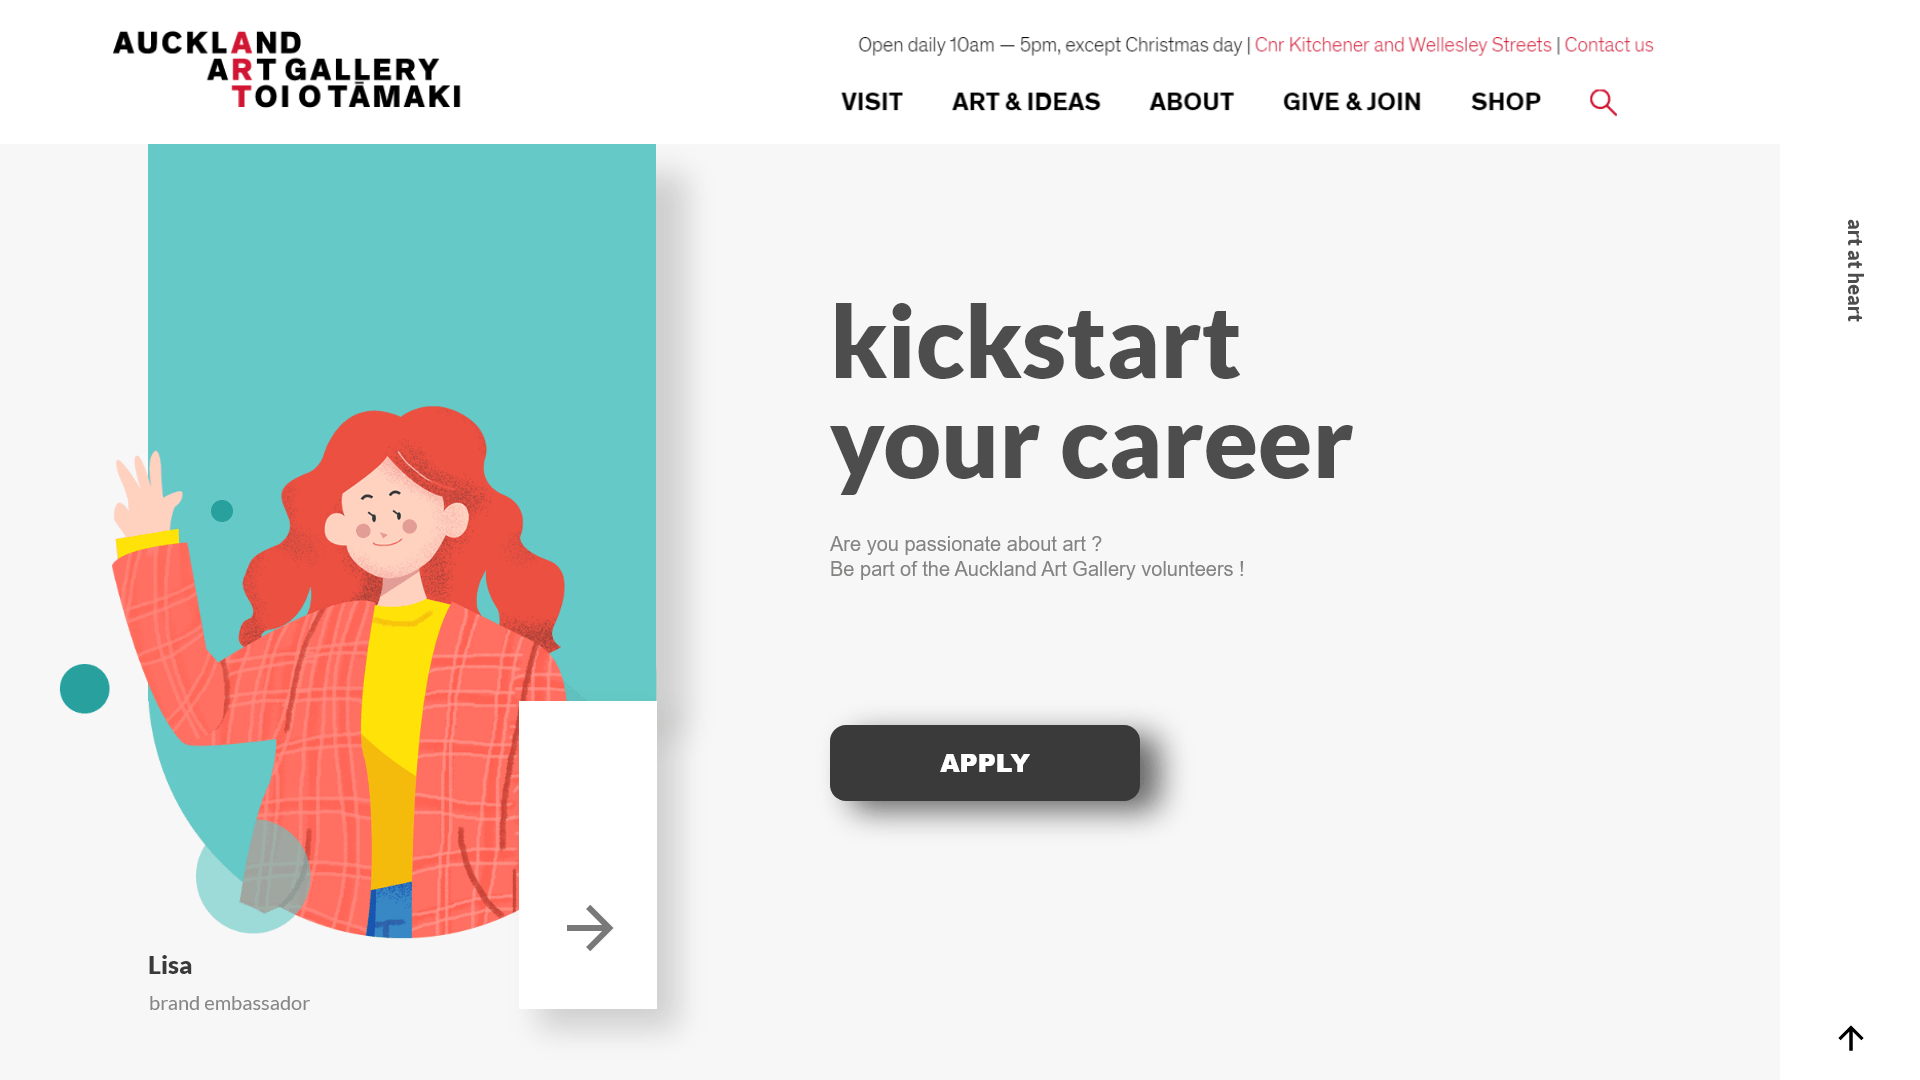 AUCKLAND
ART GALLERY
TOI O TĀMAKI
Open daily 10am — 5pm, except Christmas day | Cnr Kitchener and Wellesley Streets | Contact us
VISIT ART & IDEAS ABOUT GIVE & JOIN SHOP
art at heart
kickstart
your career
Are you passionate about art ?
Be part of the Auckland Art Gallery volunteers !
APPLY
Lisa
brand embassador